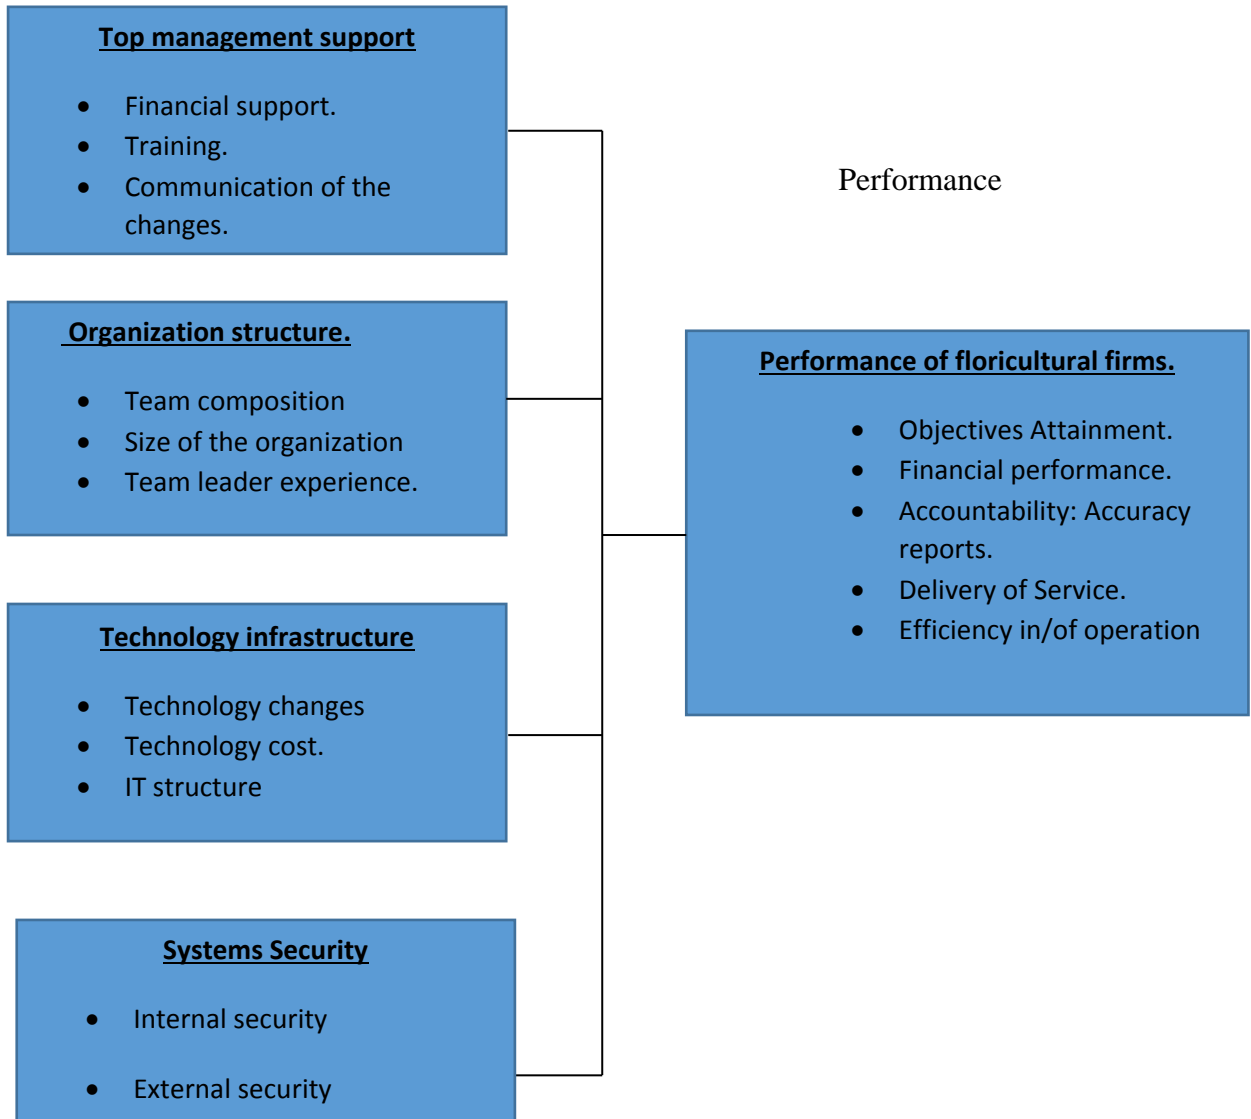 Top management support
• Financial support.
• Training.
• Communication of the
changes.
Performance
Organization structure.
• Team composition
• Size of the organization
• Team leader experience.
Performance of floricultural firms.
• Objectives Attainment.
• Financial performance.
• Accountability: Accuracy
reports.
• Delivery of Service.
• Efficiency in/of operation
Technology infrastructure
• Technology changes
• Technology cost.
• IT structure
Systems Security
• Internal security
• External security